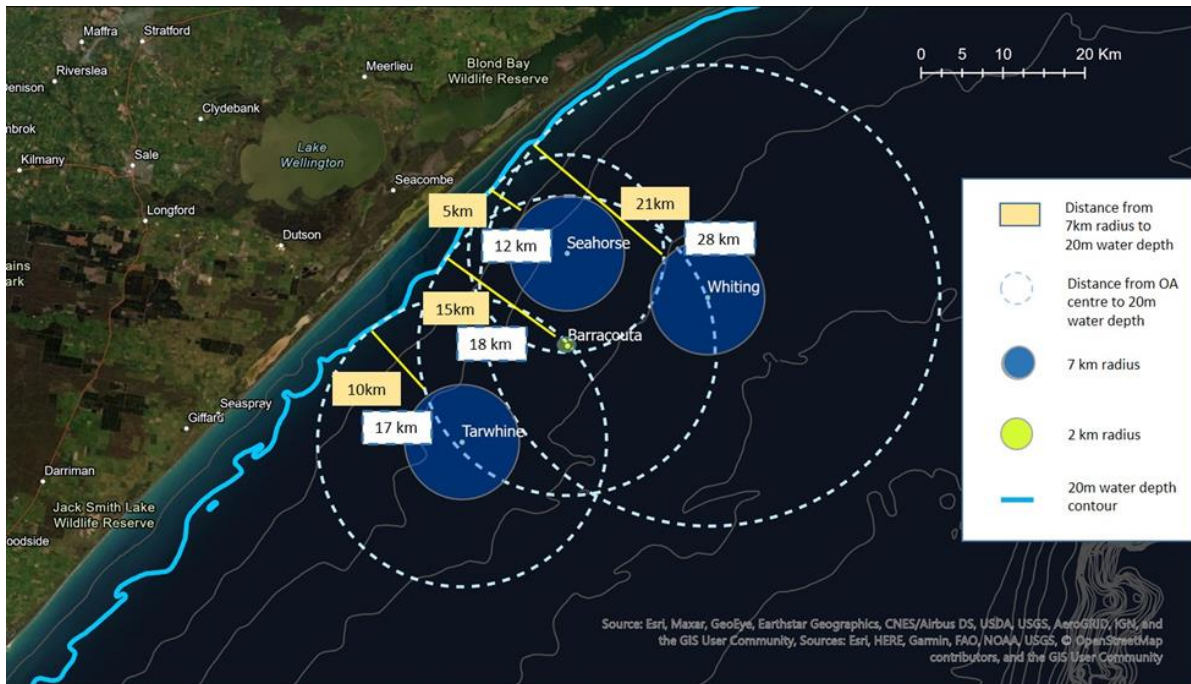 Maffra
Stratford
Riverslea
Denison
Meerlieu
Blond Bay
Wildlife Reserve
Clydebank
mbrok
Kilmany
Sale
Lake
Wellington
Seacombe
Longford
Dutson
ains
ark
Seaspray
Giffard
Darriman
Jack Smith Lake
Wildlife Reserve
oodside
0 5 10 20 Km
5km
12 km
Seahorse
21km
28 km
Whiting
15km
18 km
Barracouta
10km
17 km
Tarwhine
Distance from
7km radius to
20m water depth
Distance from OA
centre to 20m
water depth
7 km radius
2 km radius
20m water depth
contour
Source: Esri, Maxar, GeoEye, Earthstar Geographics, CNES/Airbus DS, USDA, USGS, AeroGRID, IGN, and
the GIS User Community, Sources: Esri, HERE, Garmin, FAO, NOAA, USGS, © OpenStreetMap
contributors, and the GIS User Community